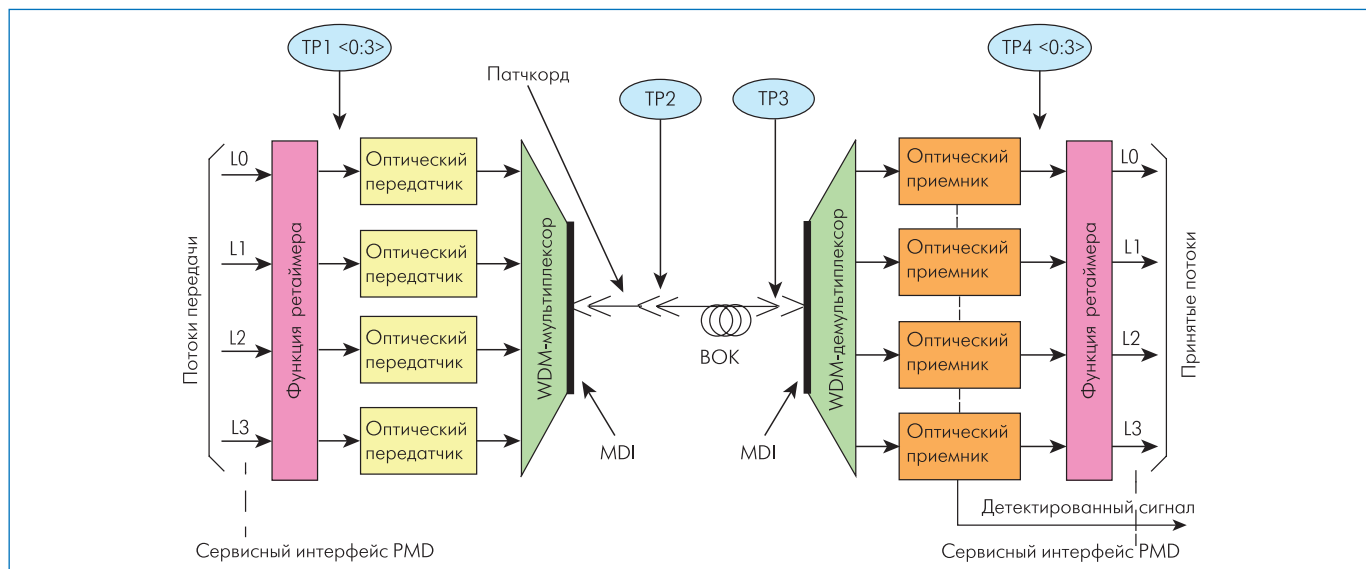 TP1 <0:3>
TP4 <0:3>
Патчкорд
TP2
TP3
Потоки передачи
L0
L1
L2
L3
Функция ретаймера
Оптический
передатчик
Оптический
передатчик
Оптический
передатчик
Оптический
передатчик
WDM-мультиплексор
MDI
ВОК
MDI
WDM-демультиплексор
Оптический
приемник
Оптический
приемник
Оптический
приемник
Оптический
приемник
Функция ретаймера
L0
L1
L2
L3
Принятые потоки
Детектированный сигнал
Сервисный интерфейс PMD
Сервисный интерфейс PMD